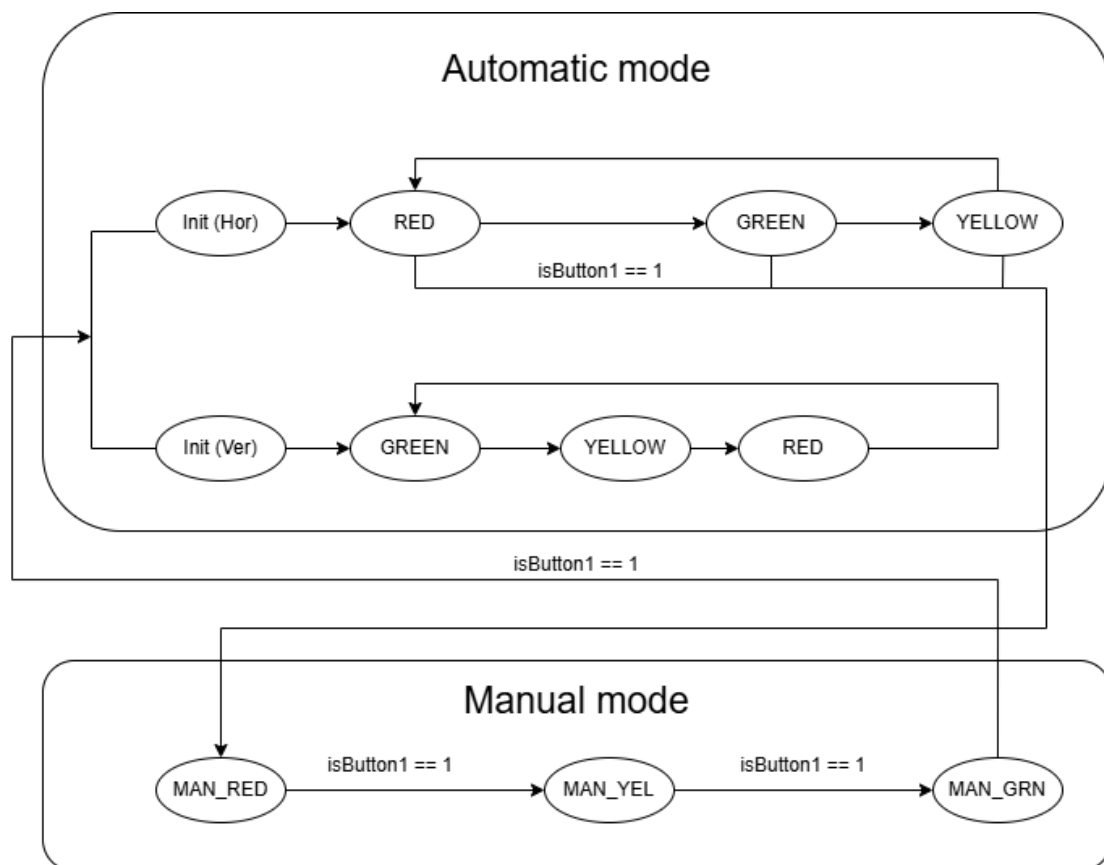 Automatic mode
Init (Hor)
RED
GREEN
YELLOW
isButton1 == 1
Init (Ver)
GREEN
YELLOW
RED
isButton1 == 1
Manual mode
MAN_RED
isButton1 == 1
MAN_YEL
isButton1 == 1
MAN_GRN